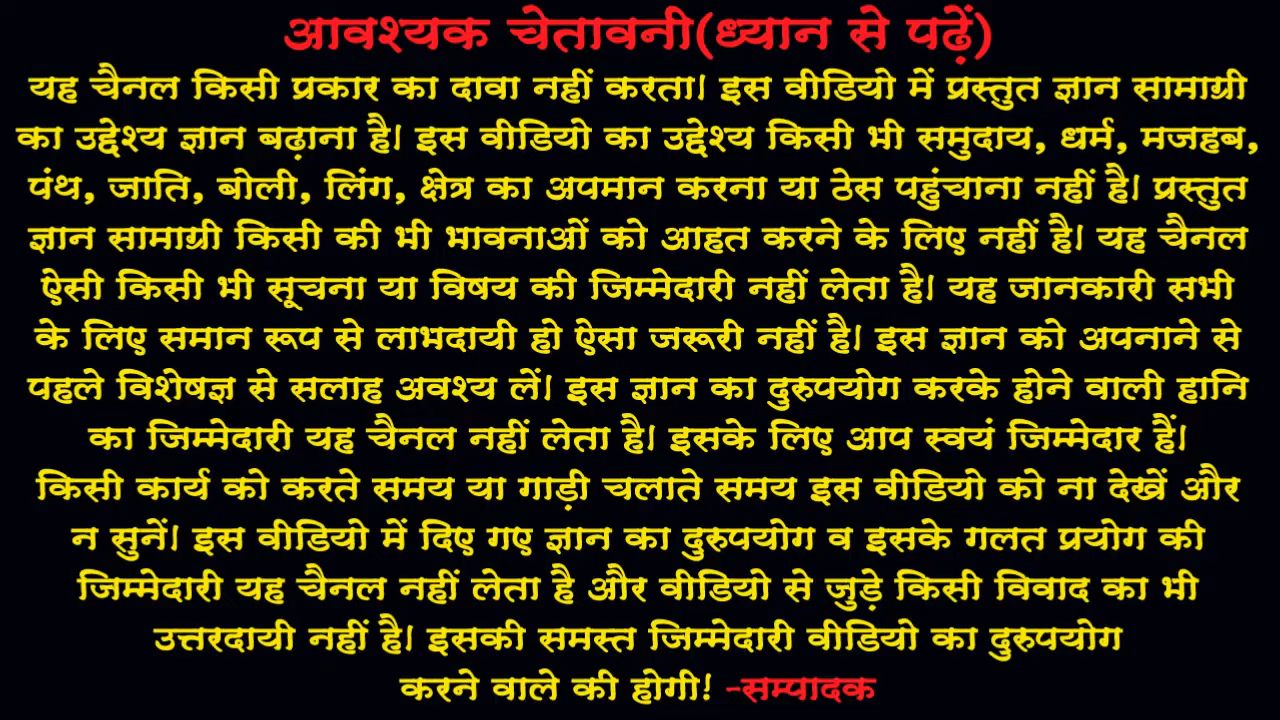 आवश्यक चेतावनी(ध्यान से पढ़ें)
यह चैनल किसी प्रकार का दावा नहीं करता। इस वीडियो में प्रस्तुत ज्ञान सामाग्री
का उद्देश्य ज्ञान बढ़ाना है। इस वीडियो का उद्देश्य किसी भी समुदाय, धर्म, मजहब,
पंथ, जाति, बोली, लिंग, क्षेत्र का अपमान करना या ठेस पहुंचाना नहीं है। प्रस्तुत
ज्ञान सामाग्री किसी की भी भावनाओं को आहत करने के लिए नहीं है। यह चैनल
ऐसी किसी भी सूचना या विषय की जिम्मेदारी नहीं लेता है। यह जानकारी सभी
के लिए समान रूप से लाभदायी हो ऐसा जरूरी नहीं है। इस ज्ञान को अपनाने से
पहले विशेषज्ञ से सलाह अवश्य लें। इस ज्ञान का दुरुपयोग करके होने वाली हानि
का जिम्मेदारी यह चैनल नहीं लेता है। इसके लिए आप स्वयं जिम्मेदार हैं।
किसी कार्य को करते समय या गाड़ी चलाते समय इस वीडियो को ना देखें और
न सुनें। इस वीडियो में दिए गए ज्ञान का दुरुपयोग व इसके गलत प्रयोग की
जिम्मेदारी यह चैनल नहीं लेता है और वीडियो से जुड़े किसी विवाद का भी
उत्तरदायी नहीं है। इसकी समस्त जिम्मेदारी वीडियो का दुरुपयोग
करने वाले की होगी! -सम्पादक